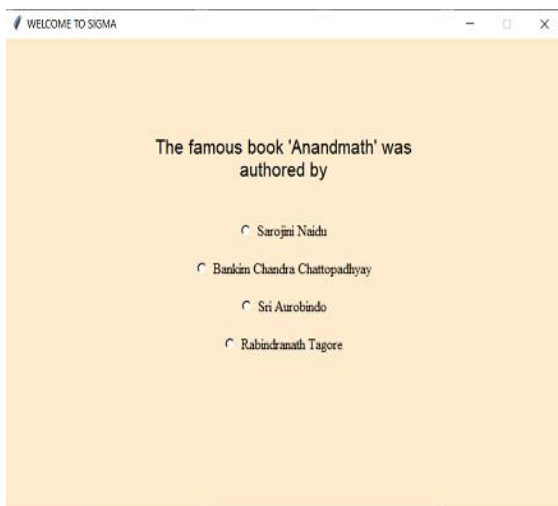 WELCOME TO SIGMA
The famous book 'Anandmath' was
authored by
Sarojini Naidu
Bankim Chandra Chattopadhyay
Sri Aurobindo
Rabindranath Tagore